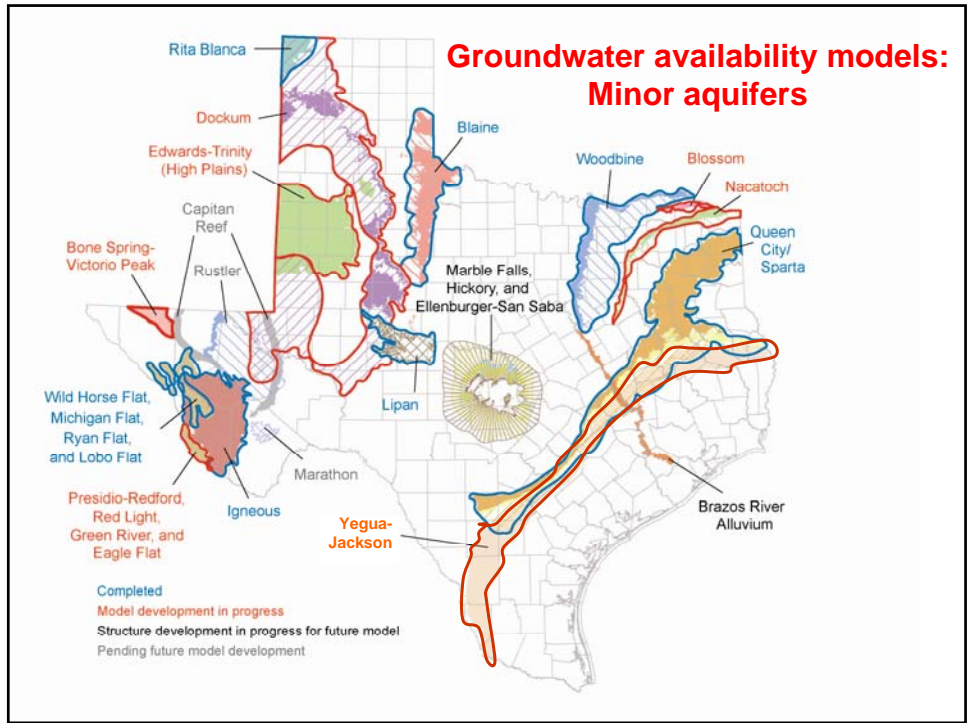 Groundwater availability models:
Minor aquifers
Rita Blanca
Dockum
Edwards-Trinity
(High Plains)
Capitan
Reef
Bone Spring-
Victorio Peak
Rustler
Blaine
Woodbine
Blossom
Nacatoch
Queen
City/
Sparta
Marble Falls,
Hickory, and
Ellenburger-San Saba
Wild Horse Flat,
Michigan Flat,
Ryan Flat,
and Lobo Flat
Lipan
Marathon
Presidio-Redford,
Red Light,
Green River, and
Eagle Flat
Igneous
Yegua-
Jackson
Brazos River
Alluvium
Completed
Model development in progress
Structure development in progress for future model
Pending future model development